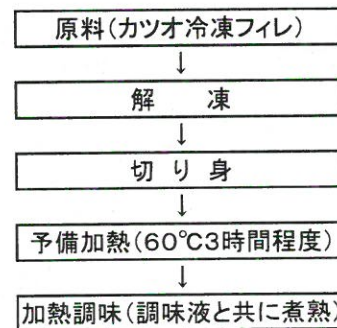 原料(カツオ冷凍フィレ)
↓
解　　凍
↓
切 り 身
↓
予備加熱(60℃3時間程度)
↓
加熱調味(調味液と共に煮熟)